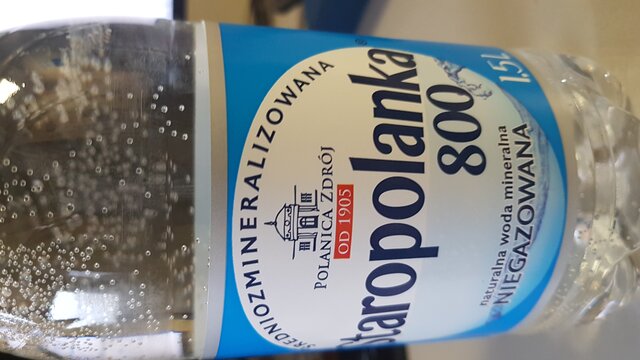 ŚREDNIOZMINERALIZOWANA
POLANICA ZDRÓJ
OD 1905
Staropolanka®
800
naturalna woda mineralna
NIEGAZOWANA
1.5L